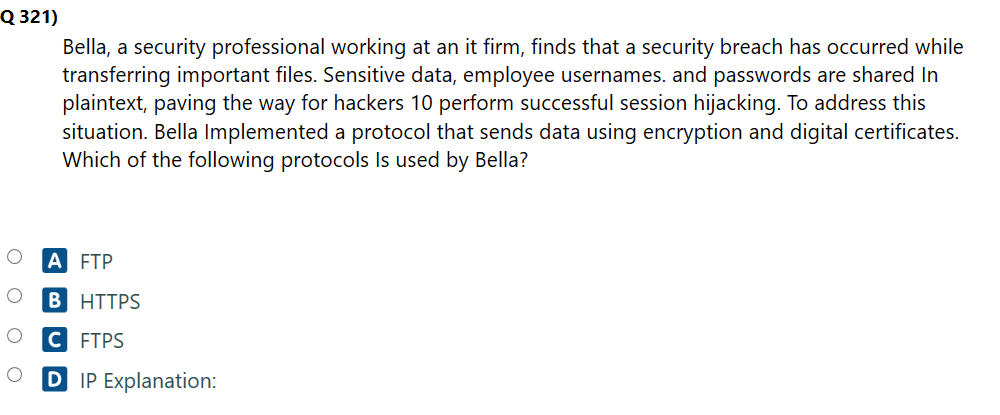 Q 321)
Bella, a security professional working at an it firm, finds that a security breach has occurred while
transferring important files. Sensitive data, employee usernames. and passwords are shared In
plaintext, paving the way for hackers 10 perform successful session hijacking. To address this
situation. Bella Implemented a protocol that sends data using encryption and digital certificates.
Which of the following protocols Is used by Bella?
A FTP
B HTTPS
C FTPS
D IP Explanation: